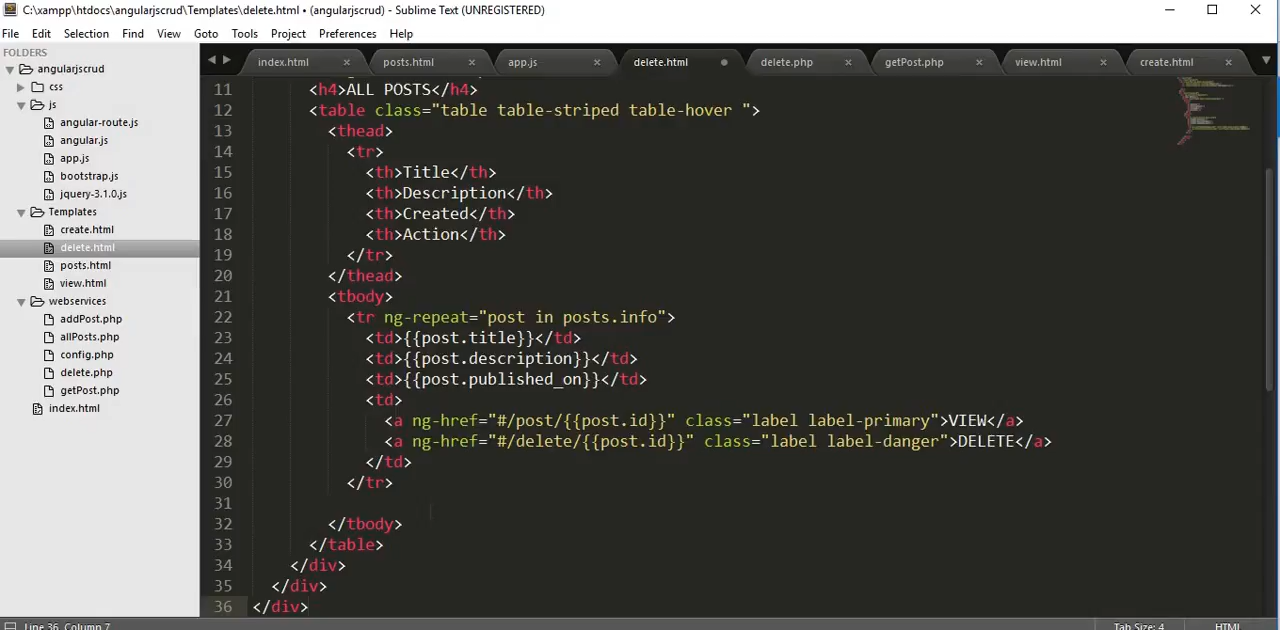 C:\xampp\htdocs\angularjscrud\Templates\delete.html • (angularjscrud) - Sublime Text (UNREGISTERED)
File Edit Selection Find View Goto Tools Project Preferences Help
FOLDERS
angularjscrud
css
js
angular-route.js
angular.js
app.js
bootstrap.js
jquery-3.1.0.js
Templates
create.html
delete.html
posts.html
view.html
webservices
addPost.php
allPosts.php
config.php
delete.php
getPost.php
index.html
index.html posts.html app.js delete.html delete.php getPost.php view.html create.html
11 <h4>ALL POSTS</h4>
12 <table class="table table-striped table-hover ">
13 <thead>
14 <tr>
15 <th>Title</th>
16 <th>Description</th>
17 <th>Created</th>
18 <th>Action</th>
19 </tr>
20 </thead>
21 <tbody>
22 <tr ng-repeat="post in posts.info">
23 <td>{{post.title}}</td>
24 <td>{{post.description}}</td>
25 <td>{{post.published_on}}</td>
26 <td>
27 <a ng-href="#/post/{{post.id}}" class="label label-primary">VIEW</a>
28 <a ng-href="#/delete/{{post.id}}" class="label label-danger">DELETE</a>
29 </td>
30 </tr>
31
32 </tbody>
33 </table>
34 </div>
35 </div>
36 </div>
Line 36, Column 7 Tab Size: 4 HTML